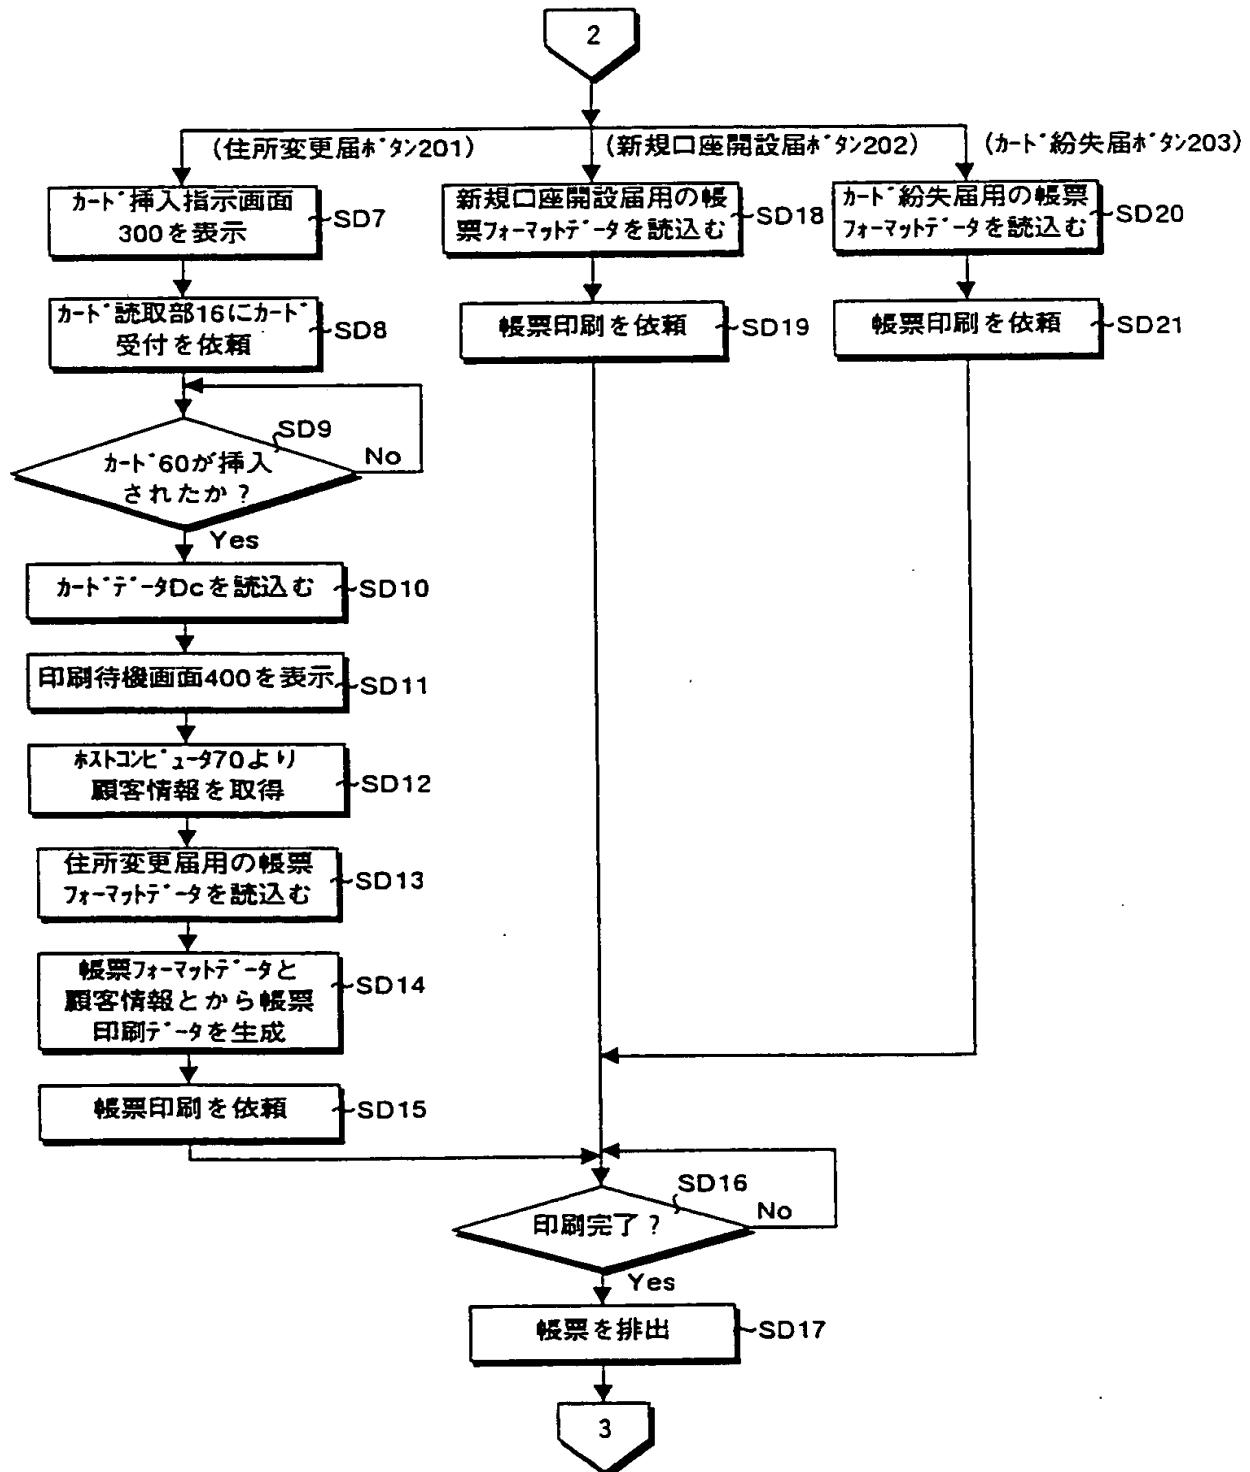 2
(住所変更届ボタン201)
(新規口座開設届ボタン202)
(カード紛失届ボタン203)
カード挿入指示画面
300を表示
SD7
カード読取部16にカード
受付を依頼
SD8
SD9
カード60が挿入
されたか?
No
Yes
カードデータDcを読込む
SD10
印刷待機画面400を表示
SD11
ホストコンピュータ70より
顧客情報を取得
SD12
住所変更届用の帳票
フォーマットデータを読込む
SD13
帳票フォーマットデータと
顧客情報とから帳票
印刷データを生成
SD14
帳票印刷を依頼
SD15
新規口座開設届用の帳
票フォーマットデータを読込む
SD18
帳票印刷を依頼
SD19
カード紛失届用の帳票
フォーマットデータを読込む
SD20
帳票印刷を依頼
SD21
SD16
印刷完了?
No
Yes
帳票を排出
SD17
3